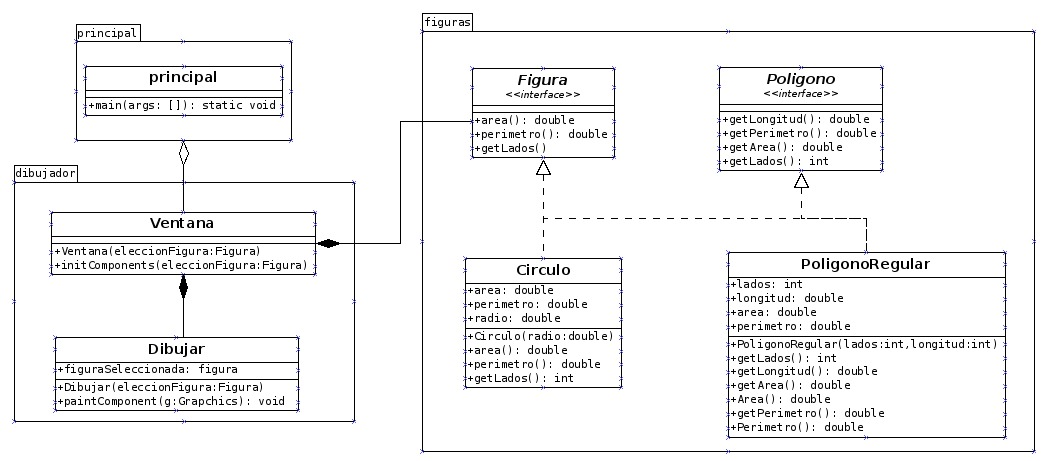 principal
principal
+main(args: []): static void
dibujador
Ventana
+Ventana(eleccionFigura:Figura)
+initComponents(eleccionFigura:Figura)
Dibujar
+figuraSeleccionada: figura
+Dibujar(eleccionFigura:Figura)
+paintComponent(g:Grapchics): void
figuras
Figura
<<interface>>
+area(): double
+perimetro(): double
+getLados()
Poligono
<<interface>>
+getLongitud(): double
+getPerimetro(): double
+getArea(): double
+getLados(): int
Circulo
+area: double
+perimetro: double
+radio: double
+Circulo(radio:double)
+area(): double
+perimetro(): double
+getLados(): int
PoligonoRegular
+lados: int
+longitud: double
+area: double
+perimetro: double
+PoligonoRegular(lados:int,longitud:int)
+getLados(): int
+getLongitud(): double
+getArea(): double
+Area(): double
+getPerimetro(): double
+Perimetro(): double